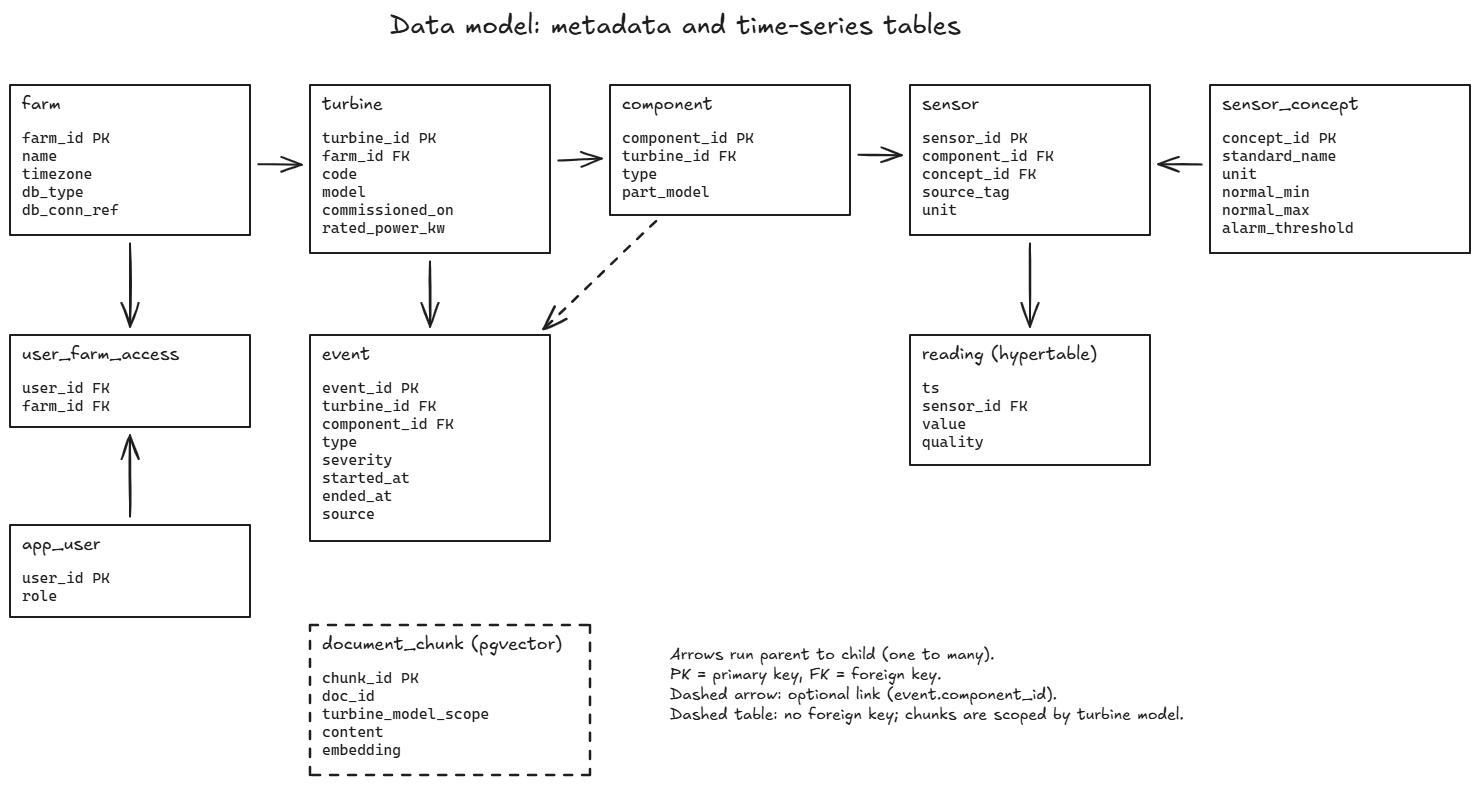 Data model: metadata and time-series tables
farm
farm_id PK
name
timezone
db_type
db_conn_ref
turbine
turbine_id PK
farm_id FK
code
model
commissioned_on
rated_power_kw
component
component_id PK
turbine_id FK
type
part_model
sensor
sensor_id PK
component_id FK
concept_id FK
source_tag
unit
sensor_concept
concept_id PK
standard_name
unit
normal_min
normal_max
alarm_threshold
user_farm_access
user_id FK
farm_id FK
event
event_id PK
turbine_id FK
component_id FK
type
severity
started_at
ended_at
source
reading (hypertable)
ts
sensor_id FK
value
quality
app_user
user_id PK
role
document_chunk (pgvector)
chunk_id PK
doc_id
turbine_model_scope
content
embedding
Arrows run parent to child (one to many).
PK = primary key, FK = foreign key.
Dashed arrow: optional link (event.component_id).
Dashed table: no foreign key; chunks are scoped by turbine model.